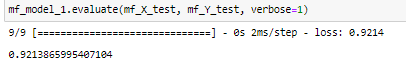 mf_model_1.evaluate(mf_X_test, mf_Y_test, verbose=1)
9/9 [==============================] - 0s 2ms/step - loss: 0.9214
0.9213865995407104